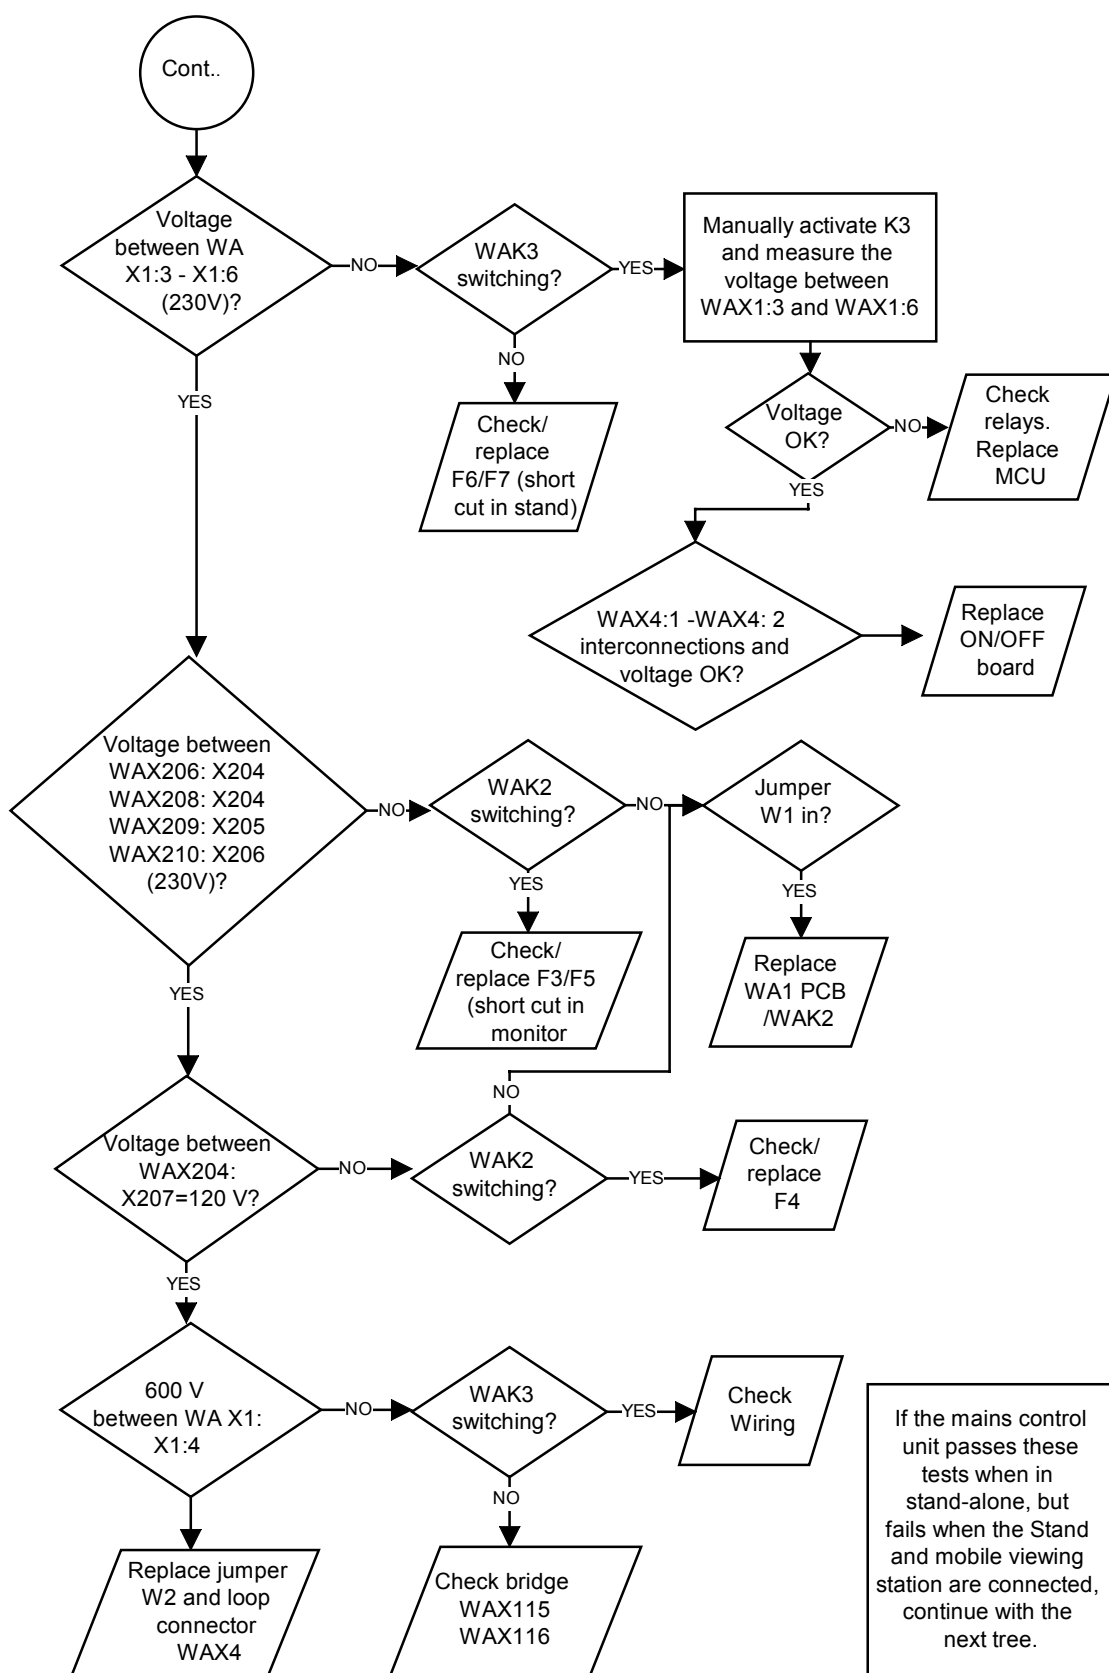 Cont..
Voltage
between WA
X1:3 - X1:6
(230V)?
NO
WAK3
switching?
YES
Manually activate K3
and measure the
voltage between
WAX1:3 and WAX1:6
NO
YES
Check/
replace
F6/F7 (short
cut in stand)
Voltage
OK?
NO
Check
relays.
Replace
MCU
YES
WAX4:1 -WAX4: 2
interconnections and
voltage OK?
Replace
ON/OFF
board
Voltage between
WAX206: X204
WAX208: X204
WAX209: X205
WAX210: X206
(230V)?
NO
WAK2
switching?
NO
Jumper
W1 in?
YES
YES
Check/
replace F3/F5
(short cut in
monitor
Replace
WA1 PCB
/WAK2
YES
NO
Voltage between
WAX204:
X207=120 V?
NO
WAK2
switching?
YES
Check/
replace
F4
YES
600 V
between WA X1:
X1:4
NO
WAK3
switching?
YES
Check
Wiring
NO
Replace jumper
W2 and loop
connector
WAX4
Check bridge
WAX115
WAX116
If the mains control
unit passes these
tests when in
stand-alone, but
fails when the Stand
and mobile viewing
station are connected,
continue with the
next tree.